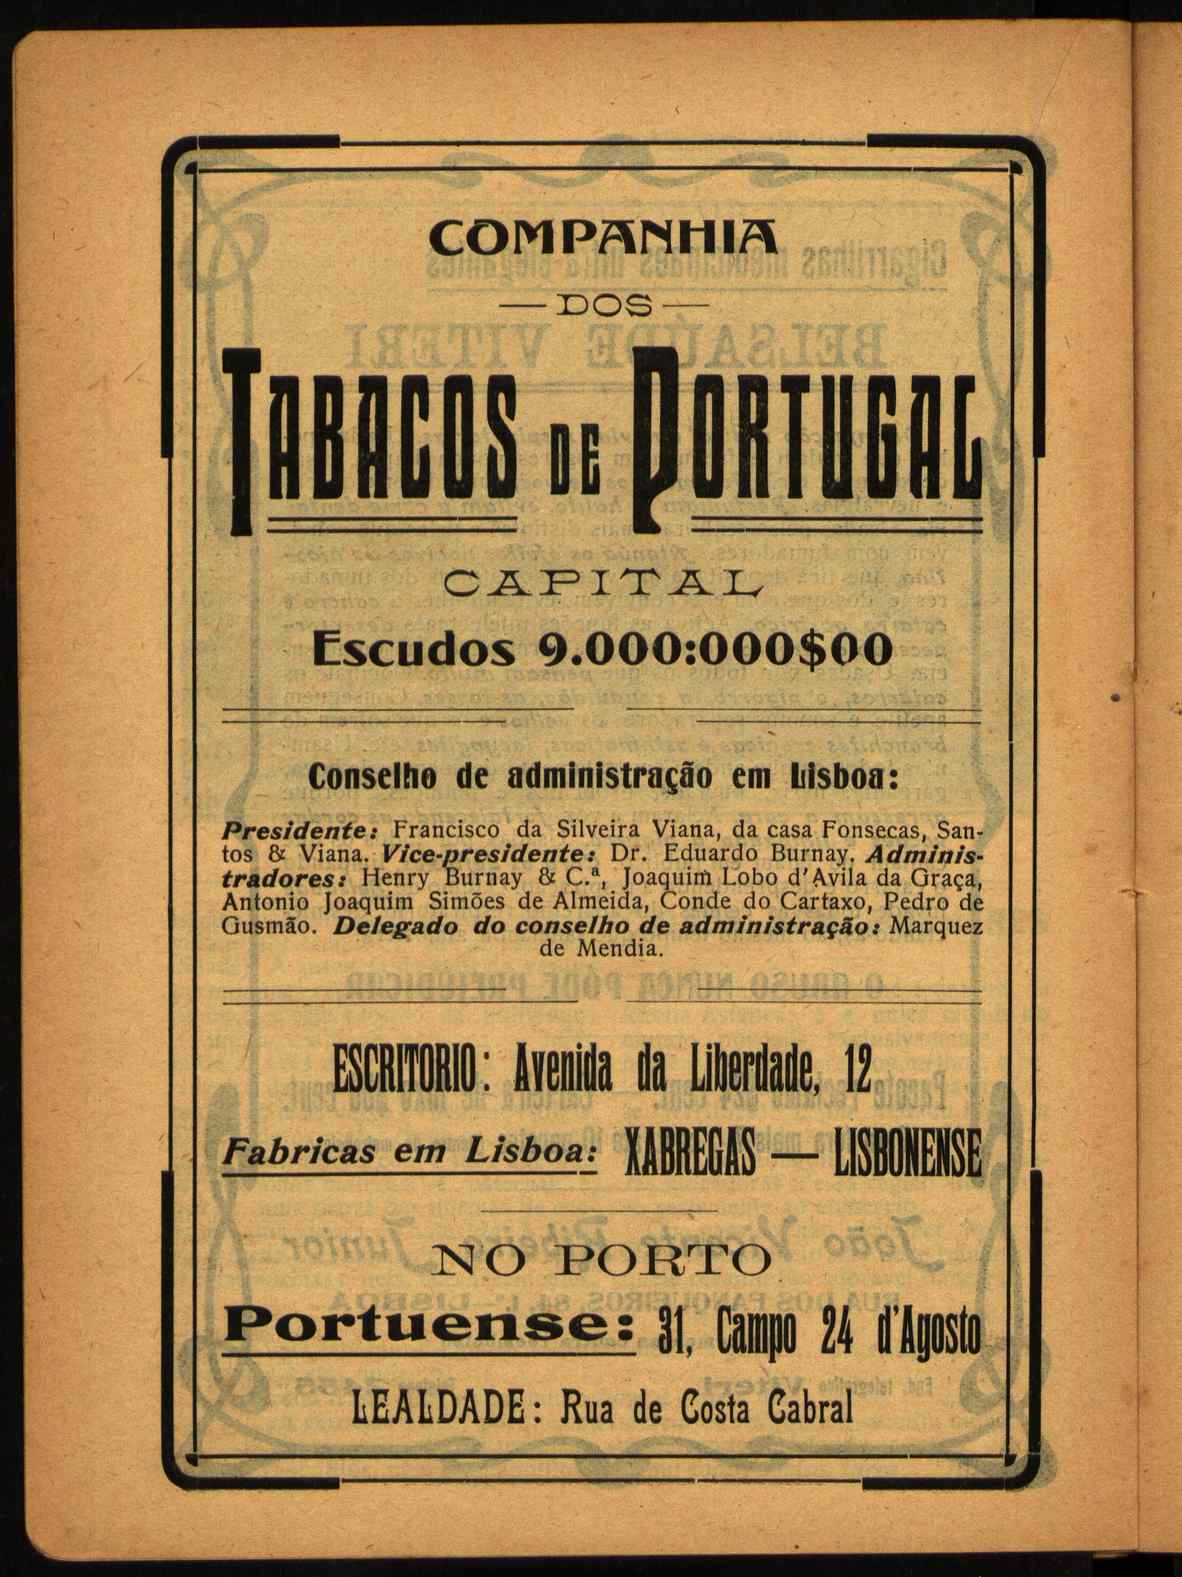 COMPANHIA
— DOS —
TABACOS DE PORTUGAL
CAPITAL
Escudos 9.000:000$00
Conselho de administração em Lisboa:
Presidente: Francisco da Silveira Viana, da casa Fonsecas, San-
tos & Viana. Vice-presidente: Dr. Eduardo Burnay. Adminis-
tradores: Henry Burnay & C.ª, Joaquim Lobo d'Avila da Graça,
Antonio Joaquim Simões de Almeida, Conde do Cartaxo, Pedro de
Gusmão. Delegado do conselho de administração: Marquez
de Mendia.
ESCRITORIO: Avenida da Liberdade, 12
Fabricas em Lisboa: XABREGAS — LISBONENSE
NO PORTO
Portuense: 31, Campo 24 d'Agosto
LEALDADE: Rua de Costa Cabral